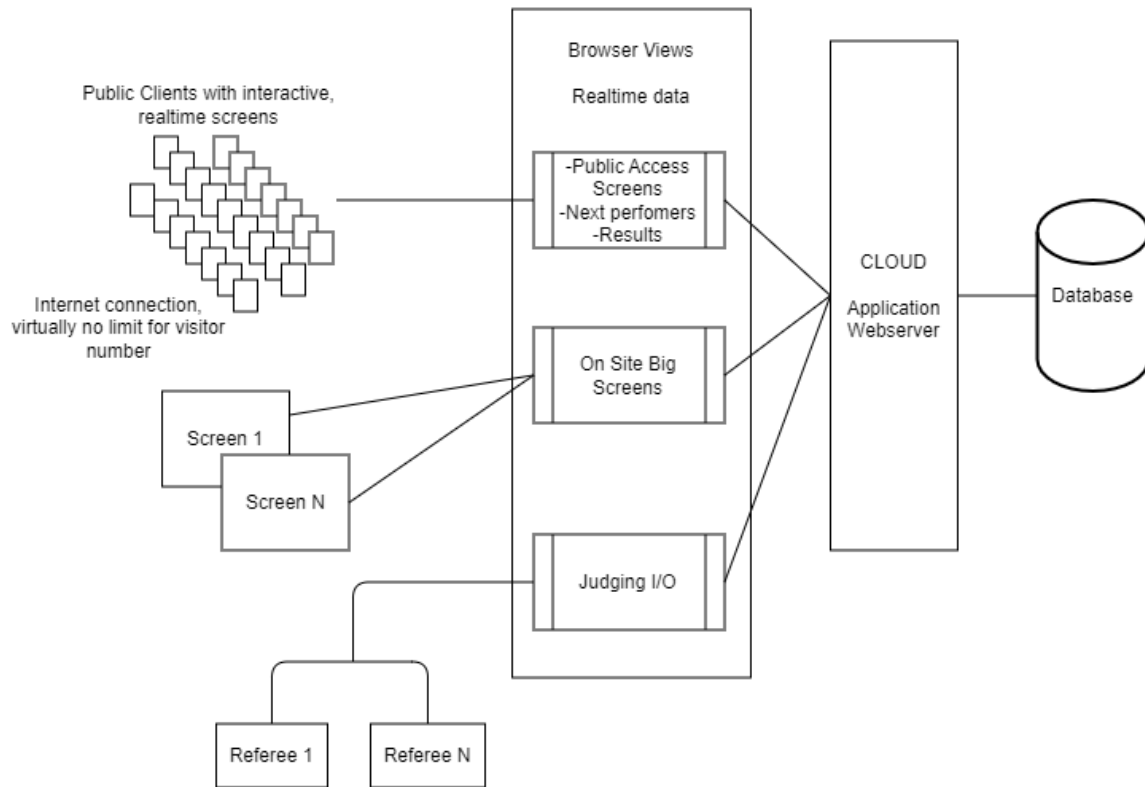 Public Clients with interactive,
realtime screens
Internet connection,
virtually no limit for visitor
number
Screen 1
Screen N
Referee 1
Referee N
Browser Views
Realtime data
-Public Access
Screens
-Next perfomers
-Results
On Site Big
Screens
Judging I/O
CLOUD
Application
Webserver
Database